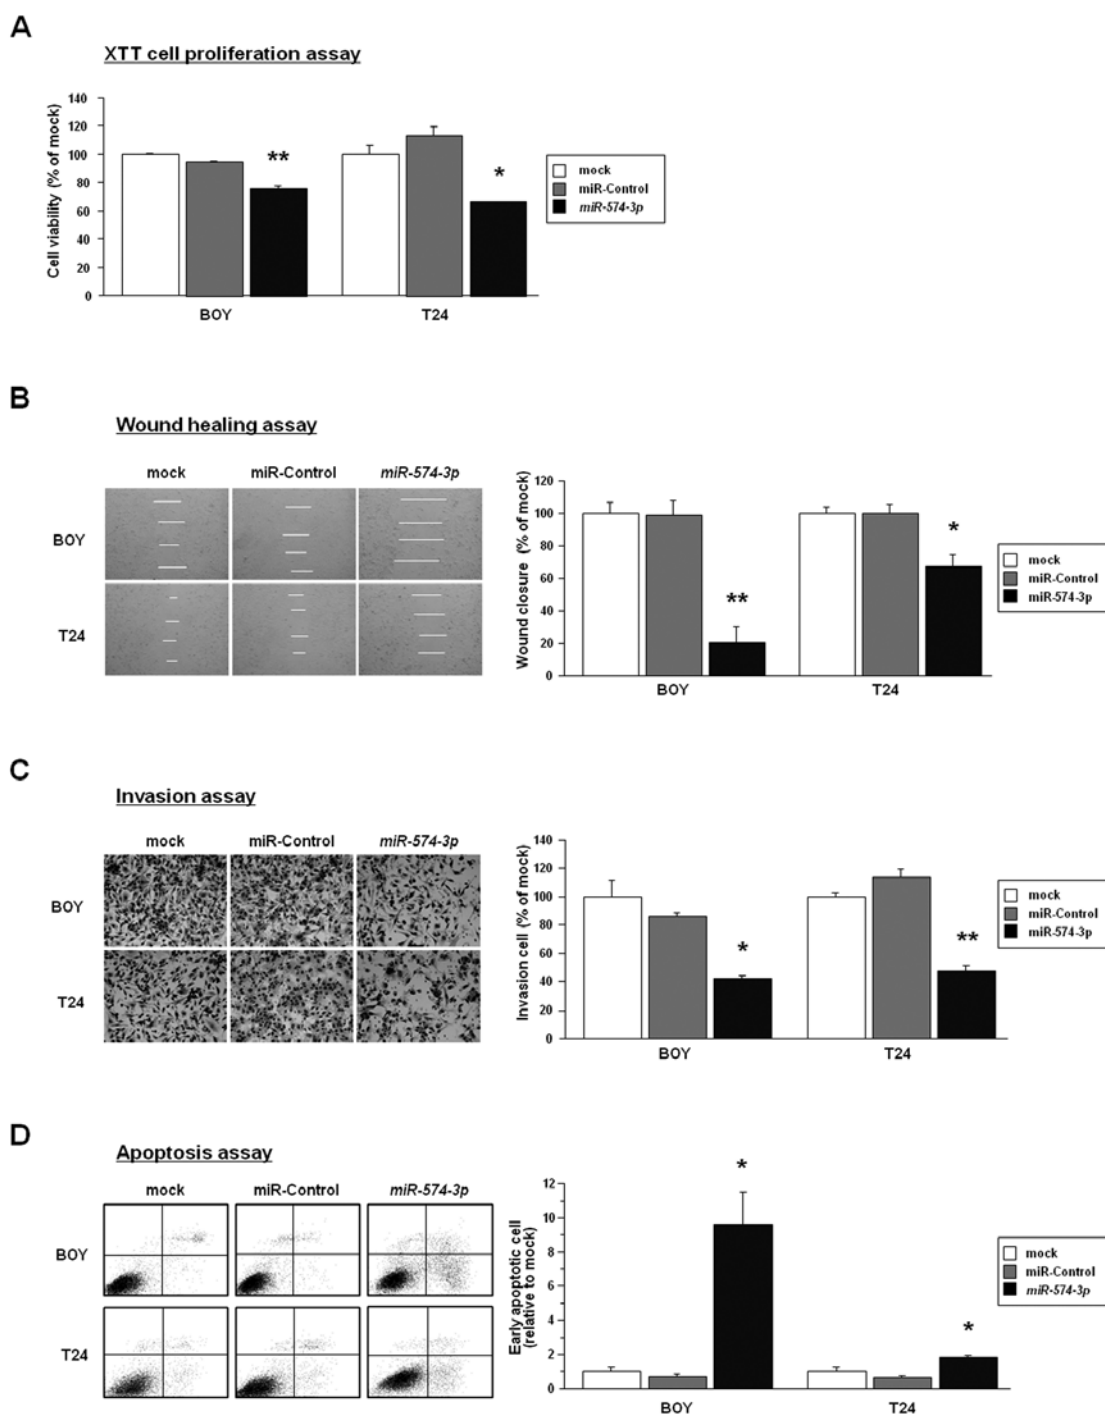 A
XTT cell proliferation assay
Cell viability (% of mock)
140
120
100
80
60
40
20
0
**
*
BOY
T24
mock
miR-Control
miR-574-3p
B
Wound healing assay
mock
miR-Control
miR-574-3p
BOY
T24
Wound closure (% of mock)
120
100
80
60
40
20
0
**
*
BOY
T24
mock
miR-Control
miR-574-3p
C
Invasion assay
mock
miR-Control
miR-574-3p
BOY
T24
Invasion cell (% of mock)
140
120
100
80
60
40
20
0
*
**
BOY
T24
mock
miR-Control
miR-574-3p
D
Apoptosis assay
mock
miR-Control
miR-574-3p
BOY
T24
Early apoptotic cell
(relative to mock)
12
10
8
6
4
2
0
*
*
BOY
T24
mock
miR-Control
miR-574-3p